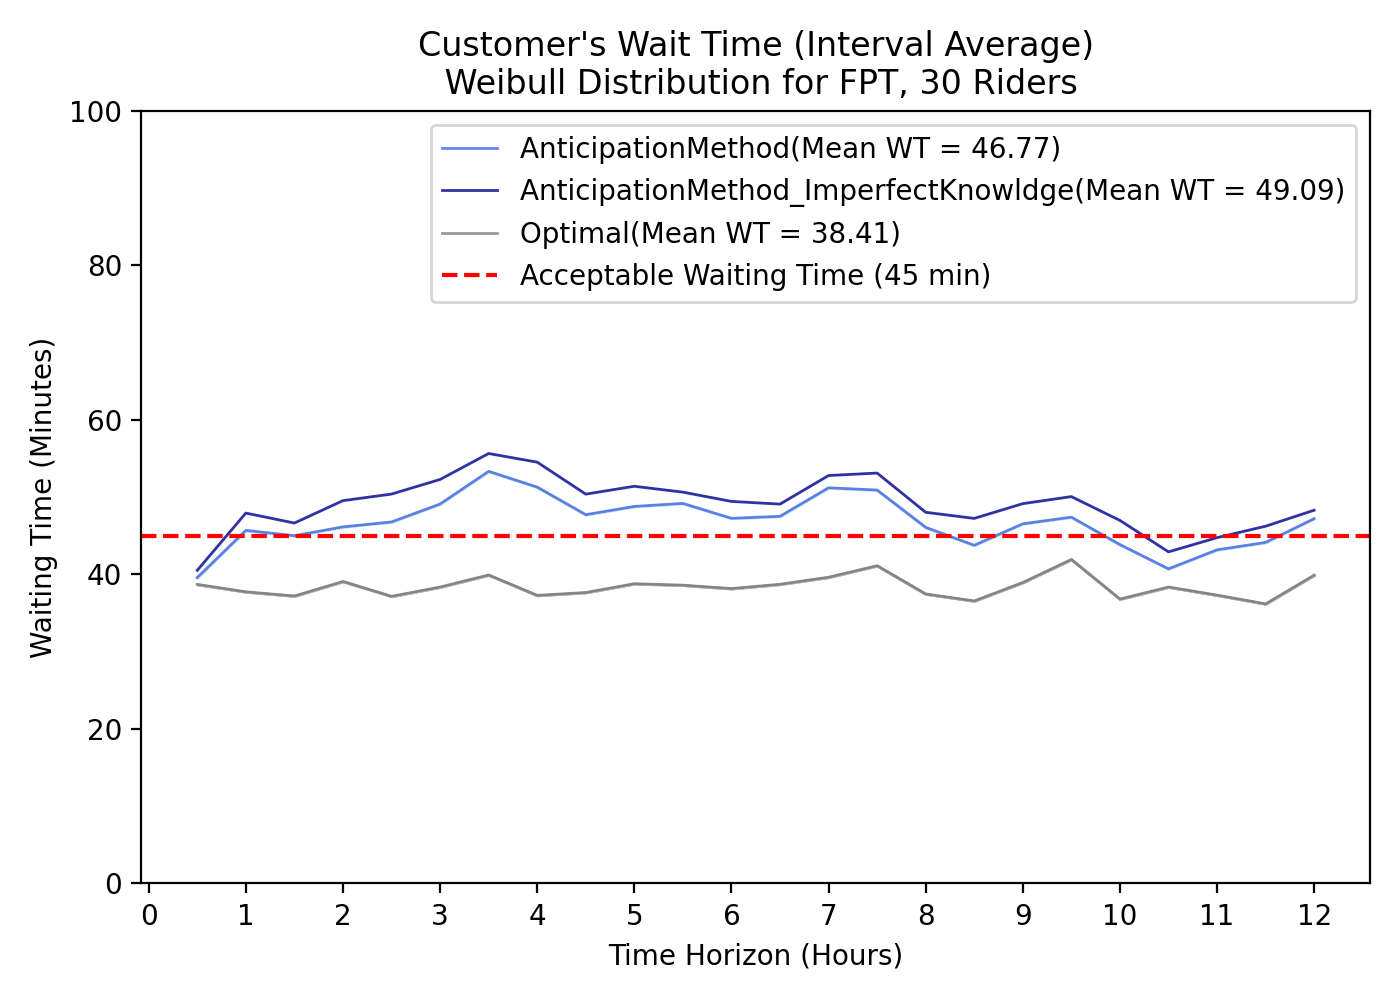 Customer's Wait Time (Interval Average)
Weibull Distribution for FPT, 30 Riders
AnticipationMethod(Mean WT = 46.77)
AnticipationMethod_ImperfectKnowldge(Mean WT = 49.09)
Optimal(Mean WT = 38.41)
Acceptable Waiting Time (45 min)
Waiting Time (Minutes)
100
80
60
40
20
0
0 1 2 3 4 5 6 7 8 9 10 11 12
Time Horizon (Hours)